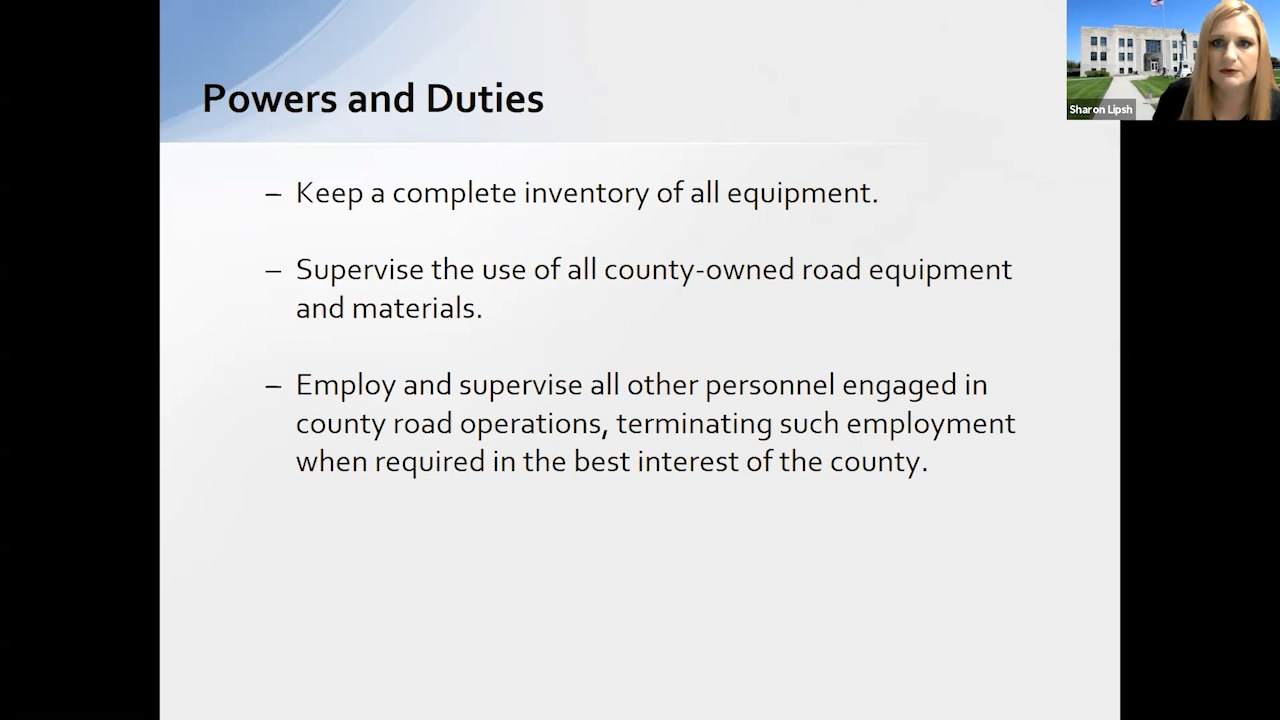 Powers and Duties
– Keep a complete inventory of all equipment.
– Supervise the use of all county-owned road equipment
and materials.
– Employ and supervise all other personnel engaged in
county road operations, terminating such employment
when required in the best interest of the county.
Sharon Lipsh